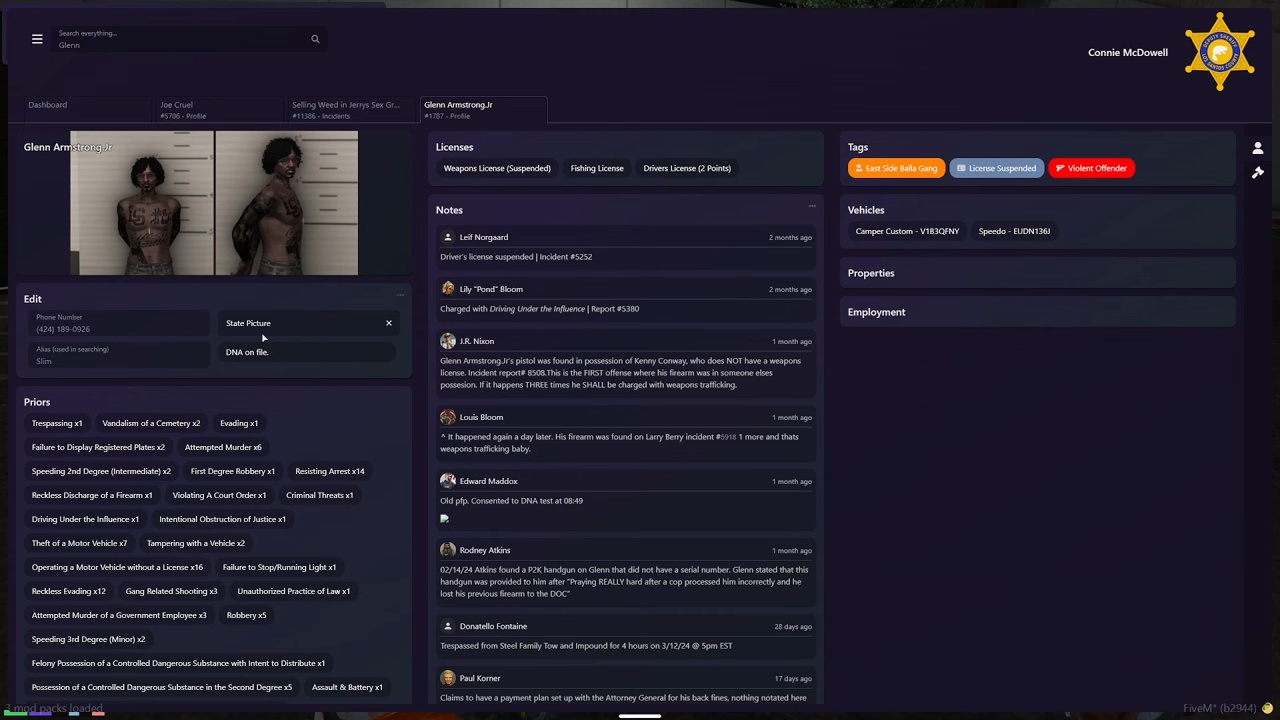 Search everything...
Glenn
Connie McDowell
DEPUTY SHERIFF
LOS SANTOS COUNTY
Dashboard
Joe Cruel
#5706 - Profile
Selling Weed in Jerrys Sex Gr...
#11386 - Incidents
Glenn Armstrong.Jr
#1787 - Profile
Glenn Armstrong.Jr
Edit
Phone Number
(424) 189-0926
State Picture
Alias (used in searching)
Slim
DNA on file.
Priors
Trespassing x1
Vandalism of a Cemetery x2
Evading x1
Failure to Display Registered Plates x2
Attempted Murder x6
Speeding 2nd Degree (Intermediate) x2
First Degree Robbery x1
Resisting Arrest x14
Reckless Discharge of a Firearm x1
Violating A Court Order x1
Criminal Threats x1
Driving Under the Influence x1
Intentional Obstruction of Justice x1
Theft of a Motor Vehicle x7
Tampering with a Vehicle x2
Operating a Motor Vehicle without a License x16
Failure to Stop/Running Light x1
Reckless Evading x12
Gang Related Shooting x3
Unauthorized Practice of Law x1
Attempted Murder of a Government Employee x3
Robbery x5
Speeding 3rd Degree (Minor) x2
Felony Possession of a Controlled Dangerous Substance with Intent to Distribute x1
Possession of a Controlled Dangerous Substance in the Second Degree x5
Assault & Battery x1
Licenses
Weapons License (Suspended)
Fishing License
Drivers License (2 Points)
Notes
Leif Norgaard
2 months ago
Driver's license suspended | Incident #5252
Lily "Pond" Bloom
2 months ago
Charged with Driving Under the Influence | Report #5380
J.R. Nixon
1 month ago
Glenn Armstrong.Jr's pistol was found in possession of Kenny Conway, who does NOT have a weapons
license. Incident report# 8508.This is the FIRST offense where his firearm was in someone elses
possesion. If it happens THREE times he SHALL be charged with weapons trafficking.
Louis Bloom
1 month ago
^ It happened again a day later. His firearm was found on Larry Berry incident #5918 1 more and thats
weapons trafficking baby.
Edward Maddox
1 month ago
Old pfp. Consented to DNA test at 08:49
Rodney Atkins
1 month ago
02/14/24 Atkins found a P2K handgun on Glenn that did not have a serial number. Glenn stated that this
handgun was provided to him after "Praying REALLY hard after a cop processed him incorrectly and he
lost his previous firearm to the DOC"
Donatello Fontaine
28 days ago
Trespassed from Steel Family Tow and Impound for 4 hours on 3/12/24 @ 5pm EST
Paul Korner
17 days ago
Claims to have a payment plan set up with the Attorney General for his back fines, nothing notated here
Tags
East Side Balla Gang
License Suspended
Violent Offender
Vehicles
Camper Custom - V1B3QFNY
Speedo - EUDN136J
Properties
Employment
3 mod packs loaded
FiveM* (b2944)